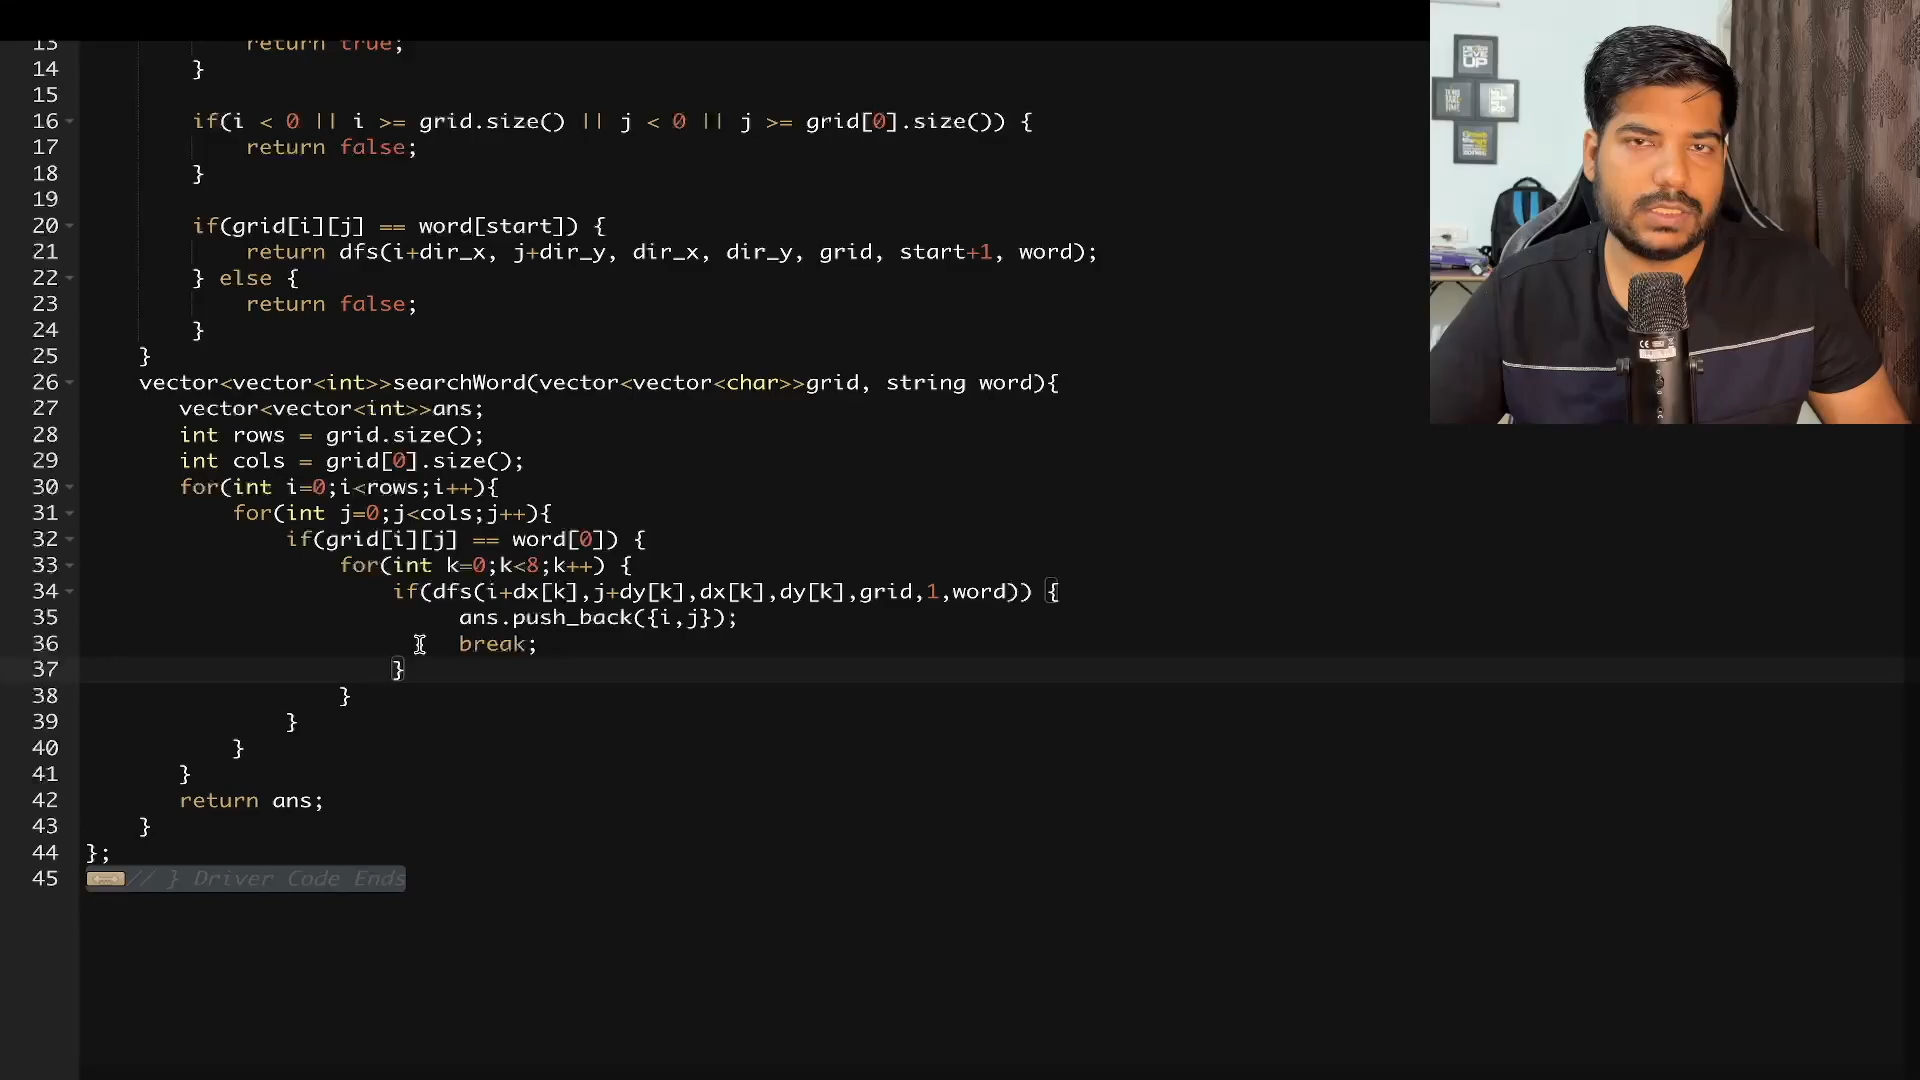 13 return true;
14 }
15
16 if(i < 0 || i >= grid.size() || j < 0 || j >= grid[0].size()) {
17 return false;
18 }
19
20 if(grid[i][j] == word[start]) {
21 return dfs(i+dir_x, j+dir_y, dir_x, dir_y, grid, start+1, word);
22 } else {
23 return false;
24 }
25 }
26 vector<vector<int>>searchWord(vector<vector<char>>grid, string word){
27 vector<vector<int>>ans;
28 int rows = grid.size();
29 int cols = grid[0].size();
30 for(int i=0;i<rows;i++){
31 for(int j=0;j<cols;j++){
32 if(grid[i][j] == word[0]) {
33 for(int k=0;k<8;k++) {
34 if(dfs(i+dx[k],j+dy[k],dx[k],dy[k],grid,1,word)) {
35 ans.push_back({i,j});
36 break;
37 }
38 }
39 }
40 }
41 }
42 return ans;
43 }
44 };
45 // } Driver Code Ends